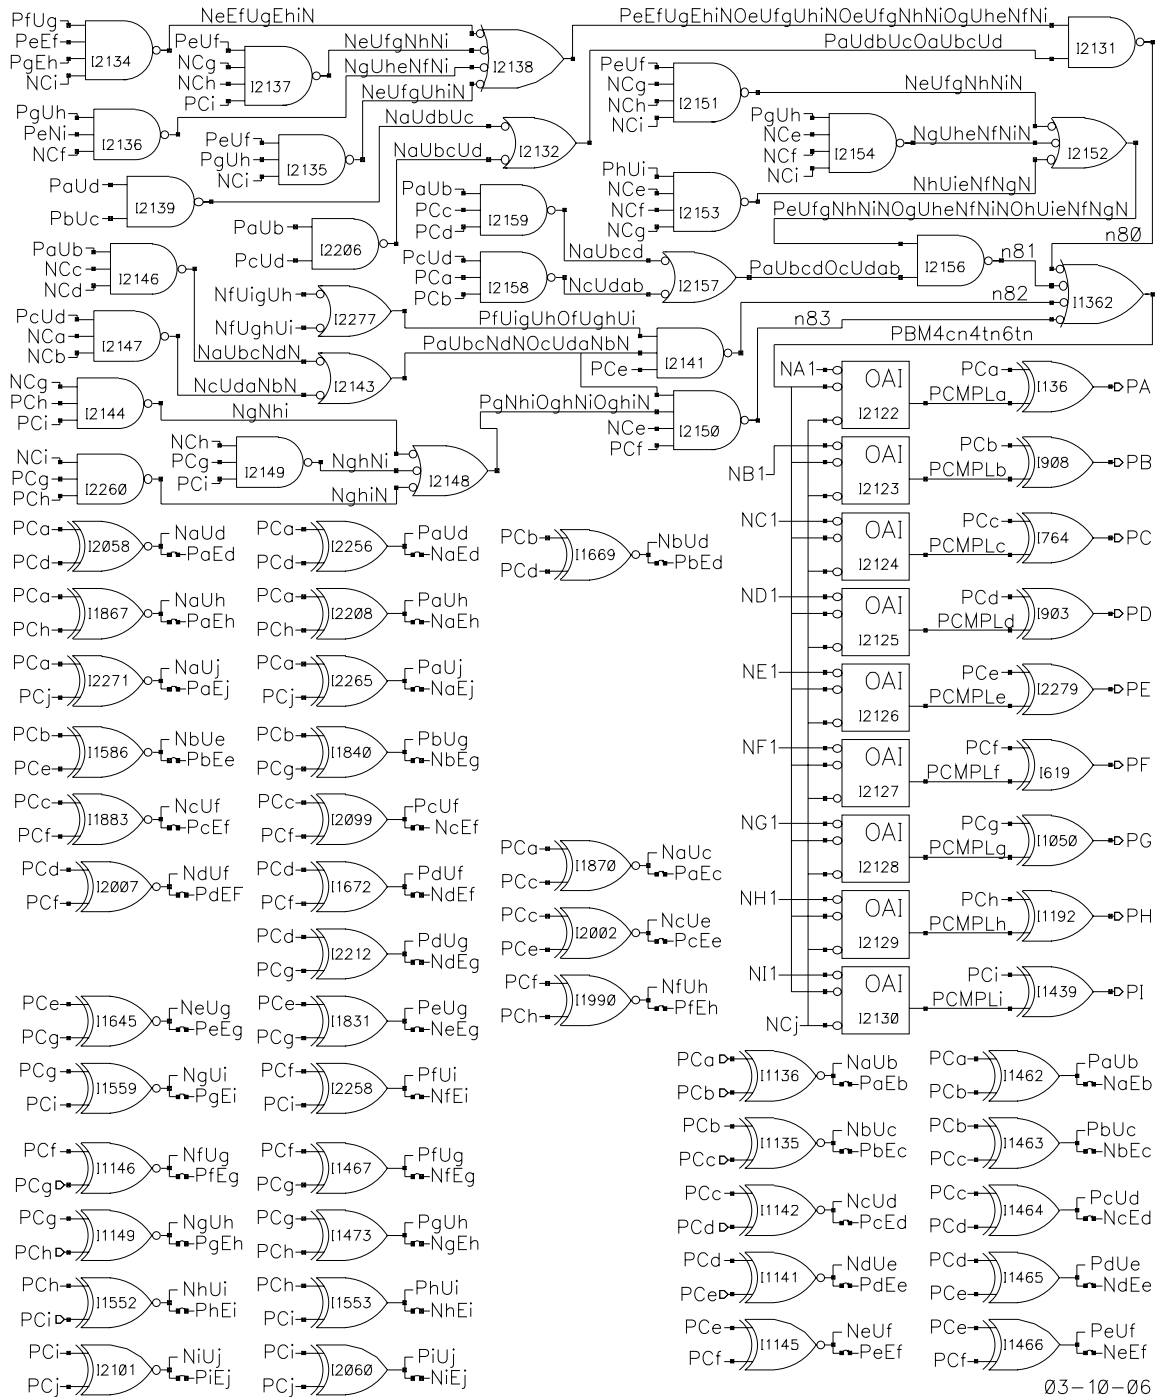 PfUg
PeEf
PgEh
NCi
I2134
NeEfUgEhiN
PeUf
NCg
NCh
PCi
I2137
NeUfgNhNi
NgUheNfNi
NeUfgUhiN
I2138
PeEfUgEhiNOeUfgUhiNOeUfgNhNiOgUheNfNi
PaUdbUcOaUbcUd
I2131
PgUh
PeNi
NCf
I2136
PeUf
PgUh
NCi
I2135
NaUdbUc
NaUbcUd
I2132
PeUf
NCg
NCh
NCi
I2151
NeUfgNhNiN
PgUh
NCe
NCf
NCi
I2154
NgUheNfNiN
I2152
PaUd
PbUc
I2139
PaUb
PcUd
I2206
PaUb
PCc
PCd
I2159
PhUi
NCe
NCf
NCg
I2153
NhUieNfNgN
PeUfgNhNiNOgUheNfNiNOhUieNfNgN
n80
PaUb
NCc
NCd
I2146
NaUbcd
PcUd
PCa
PCb
I2158
NcUdab
I2157
PaUbcdOcUdab
I2156
n81
n82
n83
I1362
PcUd
NCa
NCb
I2147
NfUigUh
NfUghUi
I2277
PfUigUhOfUghUi
NaUbcNdN
NcUdaNbN
I2143
PaUbcNdNOcUdaNbN
PCe
I2141
PBM4cn4tn6tn
NCg
PCh
PCi
I2144
NgNhi
PgNhiOghNiOghiN
NCe
PCf
I2150
NCi
PCg
PCh
I2260
NCh
PCg
PCi
I2149
NghNi
NghiN
I2148
NA1
OAI
I2122
PCMPLa
PCa
I136
PA
NB1
OAI
I2123
PCMPLb
PCb
I908
PB
NC1
OAI
I2124
PCMPLc
PCc
I764
PC
ND1
OAI
I2125
PCMPLd
PCd
I903
PD
NE1
OAI
I2126
PCMPLe
PCe
I2279
PE
NF1
OAI
I2127
PCMPLf
PCf
I619
PF
NG1
OAI
I2128
PCMPLg
PCg
I1050
PG
NH1
OAI
I2129
PCMPLh
PCh
I1192
PH
NI1
OAI
I2130
NCj
PCMPLi
PCi
I1439
PI
PCa
PCd
I2058
NaUd
PaEd
PCa
PCd
I2256
PaUd
NaEd
PCb
PCd
I1669
NbUd
PbEd
PCa
PCh
I1867
NaUh
PaEh
PCa
PCh
I2208
PaUh
NaEh
PCa
PCj
I2271
NaUj
PaEj
PCa
PCj
I2265
PaUj
NaEj
PCb
PCe
I1586
NbUe
PbEe
PCb
PCg
I1840
PbUg
NbEg
PCc
PCf
I1883
NcUf
PcEf
PCc
PCf
I2099
PcUf
NcEf
PCa
PCc
I1870
NaUc
PaEc
PCd
PCf
I2007
NdUf
PdEF
PCd
PCf
I1672
PdUf
NdEf
PCc
PCe
I2002
NcUe
PcEe
PCd
PCg
I2212
PdUg
NdEg
PCf
PCh
I1990
NfUh
PfEh
PCe
PCg
I1645
NeUg
PeEg
PCe
PCg
I1831
PeUg
NeEg
PCg
PCi
I1559
NgUi
PgEi
PCf
PCi
I2258
PfUi
NfEi
PCa
PCb
I1136
NaUb
PaEb
PCa
PCb
I1462
PaUb
NaEb
PCf
PCg
I1146
NfUg
PfEg
PCf
PCg
I1467
PfUg
NfEg
PCb
PCc
I1135
NbUc
PbEc
PCb
PCc
I1463
PbUc
NbEc
PCg
PCh
I1149
NgUh
PgEh
PCg
PCh
I1473
PgUh
NgEh
PCc
PCd
I1142
NcUd
PcEd
PCc
PCd
I1464
PcUd
NcEd
PCh
PCi
I1552
NhUi
PhEi
PCh
PCi
I1553
PhUi
NhEi
PCd
PCe
I1141
NdUe
PdEe
PCd
PCe
I1465
PdUe
NdEe
PCi
PCj
I2101
NiUj
PiEj
PCi
PCj
I2060
PiUj
NiEj
PCe
PCf
I1145
NeUf
PeEf
PCe
PCf
I1466
PeUf
NeEf
03-10-06